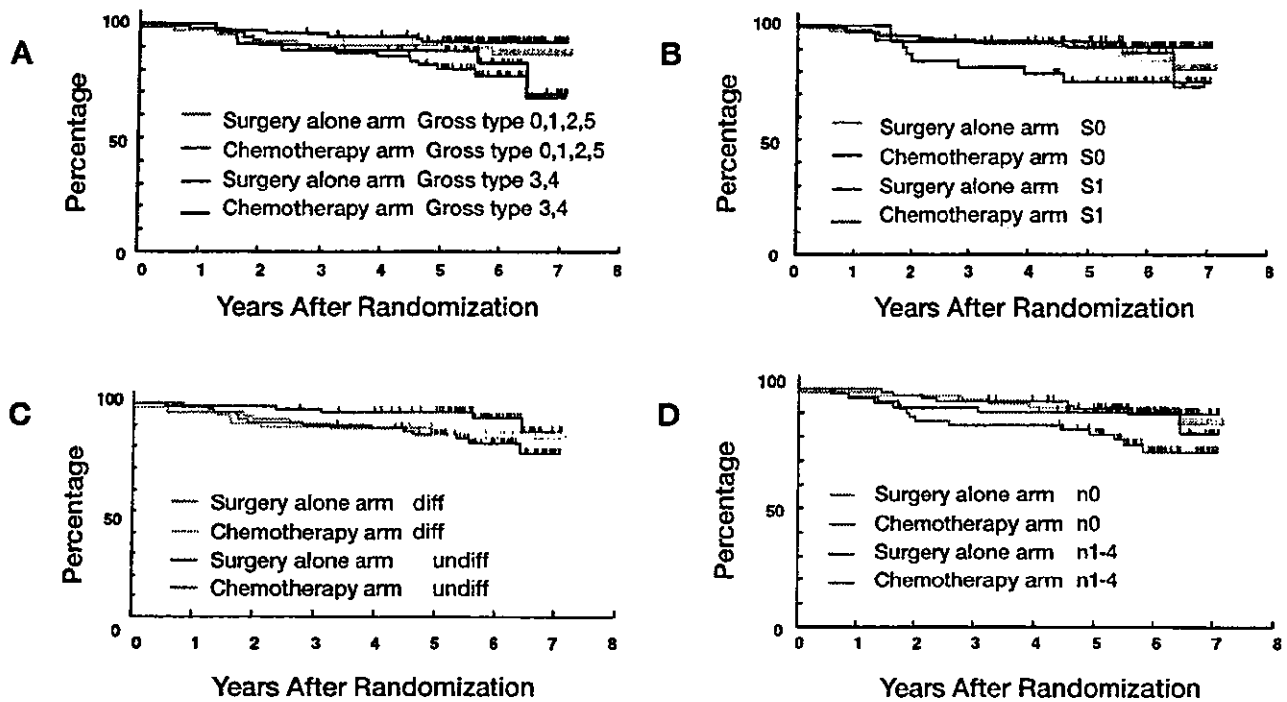 A
Percentage
100
50
0
Surgery alone arm Gross type 0,1,2,5
Chemotherapy arm Gross type 0,1,2,5
Surgery alone arm Gross type 3,4
Chemotherapy arm Gross type 3,4
0 1 2 3 4 5 6 7 8
Years After Randomization
B
Percentage
100
50
0
Surgery alone arm S0
Chemotherapy arm S0
Surgery alone arm S1
Chemotherapy arm S1
0 1 2 3 4 5 6 7 8
Years After Randomization
C
Percentage
100
50
0
Surgery alone arm diff
Chemotherapy arm diff
Surgery alone arm undiff
Chemotherapy arm undiff
0 1 2 3 4 5 6 7 8
Years After Randomization
D
Percentage
100
50
0
Surgery alone arm n0
Chemotherapy arm n0
Surgery alone arm n1-4
Chemotherapy arm n1-4
0 1 2 3 4 5 6 7 8
Years After Randomization